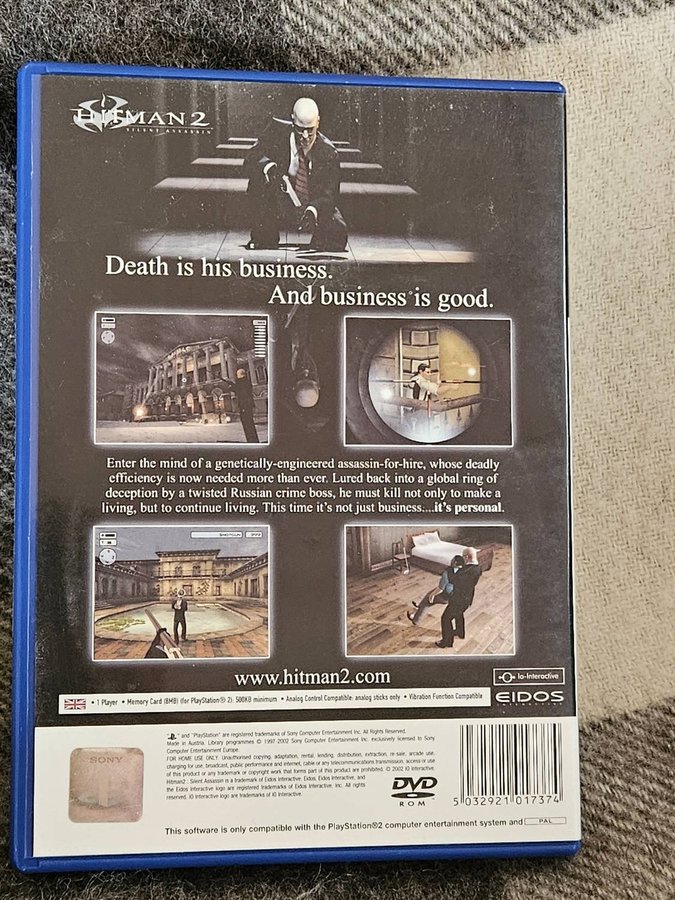 HITMAN 2
SILENT ASSASSIN
Death is his business.
And business is good.
SHOTGUN
Enter the mind of a genetically-engineered assassin-for-hire, whose deadly
efficiency is now needed more than ever. Lured back into a global ring of
deception by a twisted Russian crime boss, he must kill not only to make a
living, but to continue living. This time it's not just business....it's personal.
www.hitman2.com
Io-Interactive
• 1 Player • Memory Card (8MB) (for PlayStation® 2): 500KB minimum • Analog Control Compatible: analog sticks only • Vibration Function Compatible
EIDOS
INTERACTIVE
" and "PlayStation" are registered trademarks of Sony Computer Entertainment Inc. All Rights Reserved.
Made in Austria. Library programmes © 1997-2002 Sony Computer Entertainment Inc. exclusively licensed to Sony
Computer Entertainment Europe.
FOR HOME USE ONLY. Unauthorised copying, adaptation, rental, lending, distribution, extraction, re-sale, arcade use,
charging for use, broadcast, public performance and internet, cable or any telecommunications transmission, access or use
of this product or any trademark or copyright work that forms part of this product are prohibited. © 2002 IO Interactive.
Hitman2 : Silent Assassin is a trademark of Eidos Interactive. Eidos, Eidos Interactive, and
the Eidos Interactive logo are registered trademarks of Eidos Interactive, Inc. All rights
reserved. IO Interactive logo are trademarks of IO Interactive.
SONY
DVD
ROM
5 032921 017374
This software is only compatible with the PlayStation®2 computer entertainment system and PAL